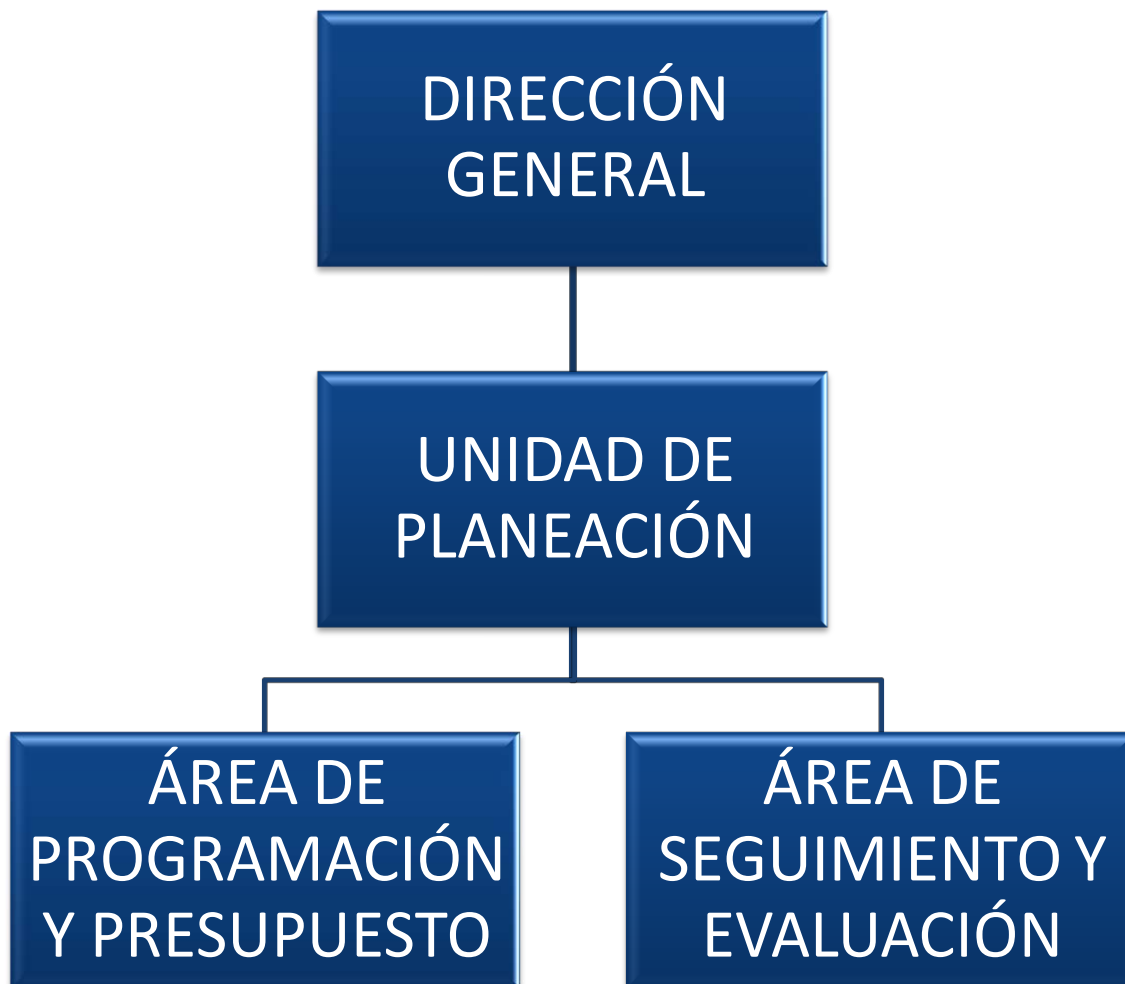 DIRECCIÓN
GENERAL
UNIDAD DE
PLANEACIÓN
ÁREA DE
PROGRAMACIÓN
Y PRESUPUESTO
ÁREA DE
SEGUIMIENTO Y
EVALUACIÓN